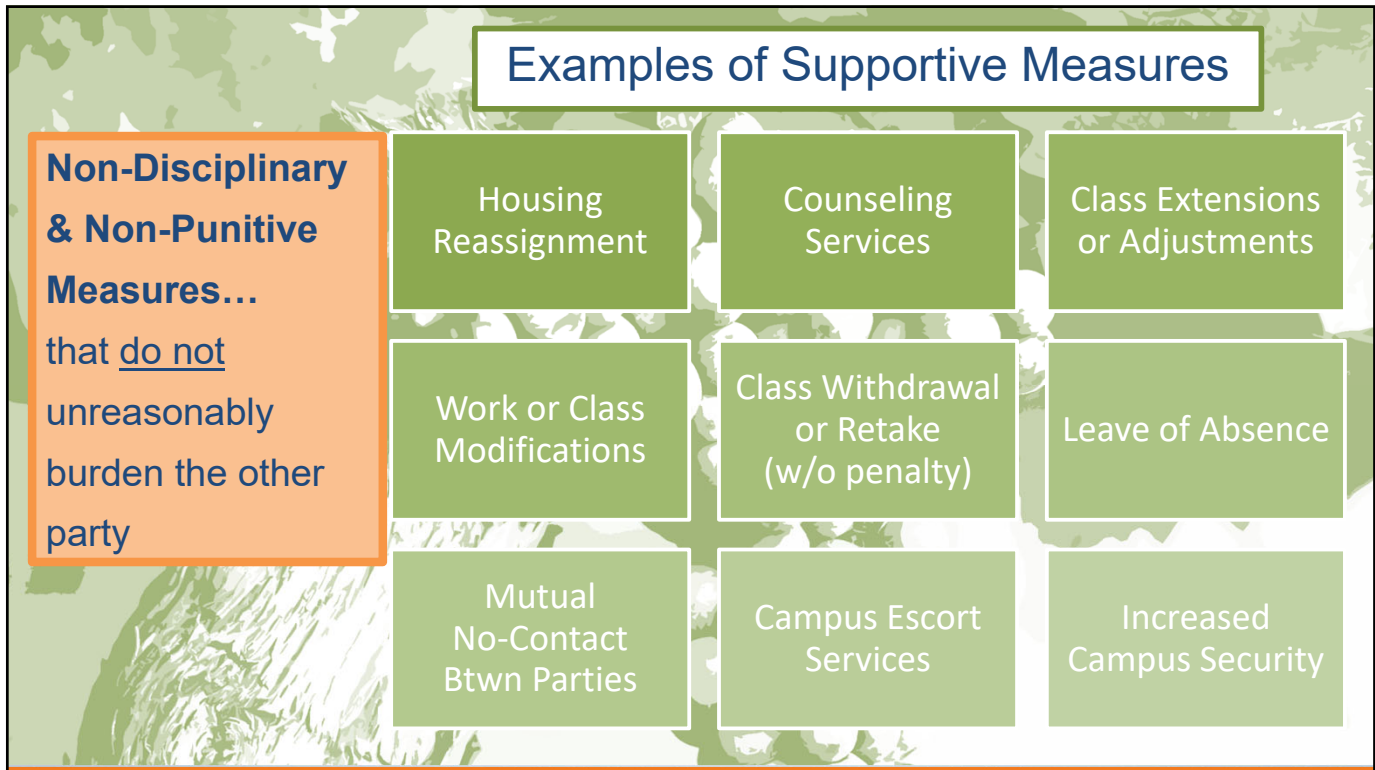 Examples of Supportive Measures
Non-Disciplinary
& Non-Punitive
Measures…
that do not
unreasonably
burden the other
party
Housing
Reassignment
Counseling
Services
Class Extensions
or Adjustments
Work or Class
Modifications
Class Withdrawal
or Retake
(w/o penalty)
Leave of Absence
Mutual
No-Contact
Btwn Parties
Campus Escort
Services
Increased
Campus Security